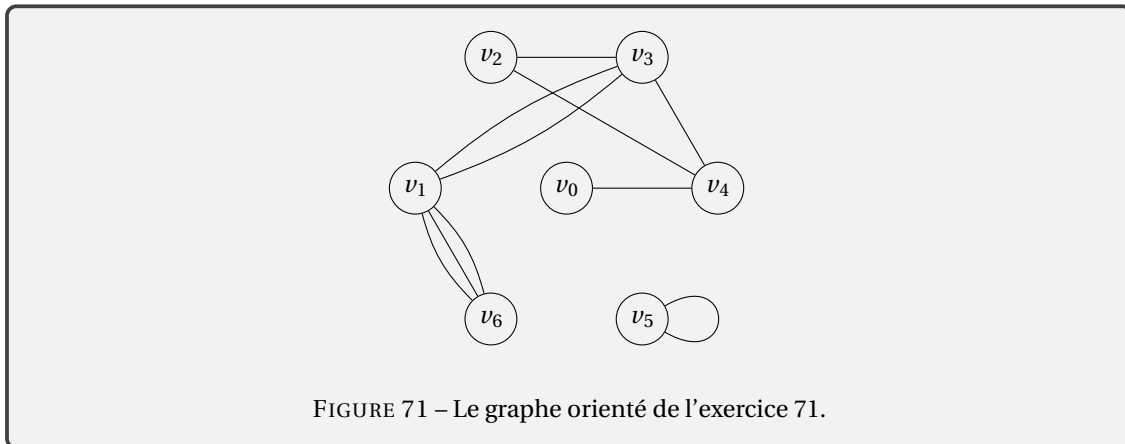 v2 v3
v1 v0 v4
v6 v5
FIGURE 71 – Le graphe orienté de l'exercice 71.